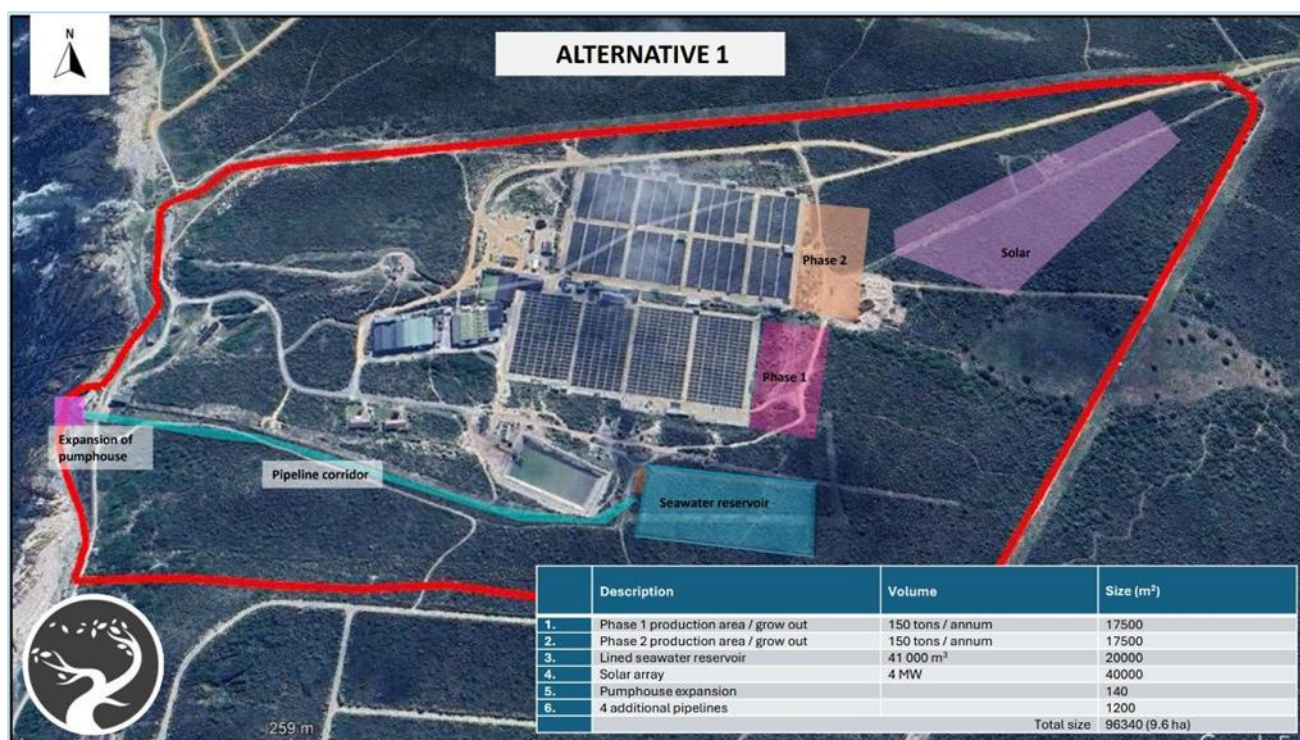 N
ALTERNATIVE 1
Phase 2
Solar
Phase 1
Expansion of
pumphouse
Pipeline corridor
Seawater reservoir
Description Volume Size (m²)
1. Phase 1 production area / grow out 150 tons / annum 17500
2. Phase 2 production area / grow out 150 tons / annum 17500
3. Lined seawater reservoir 41 000 m³ 20000
4. Solar array 4 MW 40000
5. Pumphouse expansion 140
6. 4 additional pipelines 1200
Total size 96340 (9.6 ha)
259 m